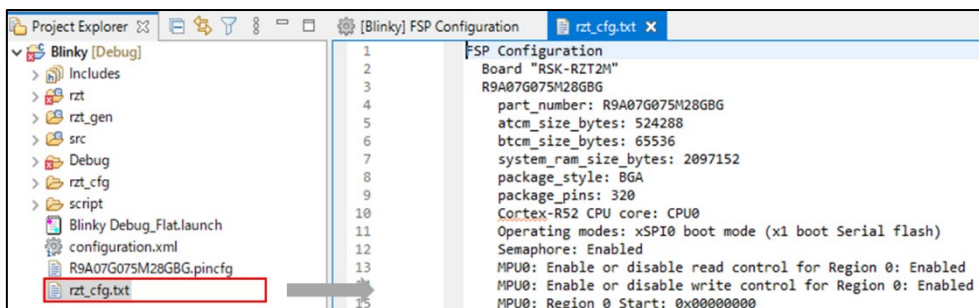 Project Explorer
Blinky [Debug]
Includes
rzt
rzt_gen
src
Debug
rzt_cfg
script
Blinky Debug_Flat.launch
configuration.xml
R9A07G075M28GBG.pincfg
rzt_cfg.txt
[Blinky] FSP Configuration
rzt_cfg.txt
1 FSP Configuration
2 Board "RSK-RZT2M"
3 R9A07G075M28GBG
4 part_number: R9A07G075M28GBG
5 atcm_size_bytes: 524288
6 btcm_size_bytes: 65536
7 system_ram_size_bytes: 2097152
8 package_style: BGA
9 package_pins: 320
10 Cortex-R52 CPU core: CPU0
11 Operating modes: xSPI0 boot mode (x1 boot Serial flash)
12 Semaphore: Enabled
13 MPU0: Enable or disable read control for Region 0: Enabled
MPU0: Enable or disable write control for Region 0: Enabled
15 MPU0: Region 0 Start: 0x00000000